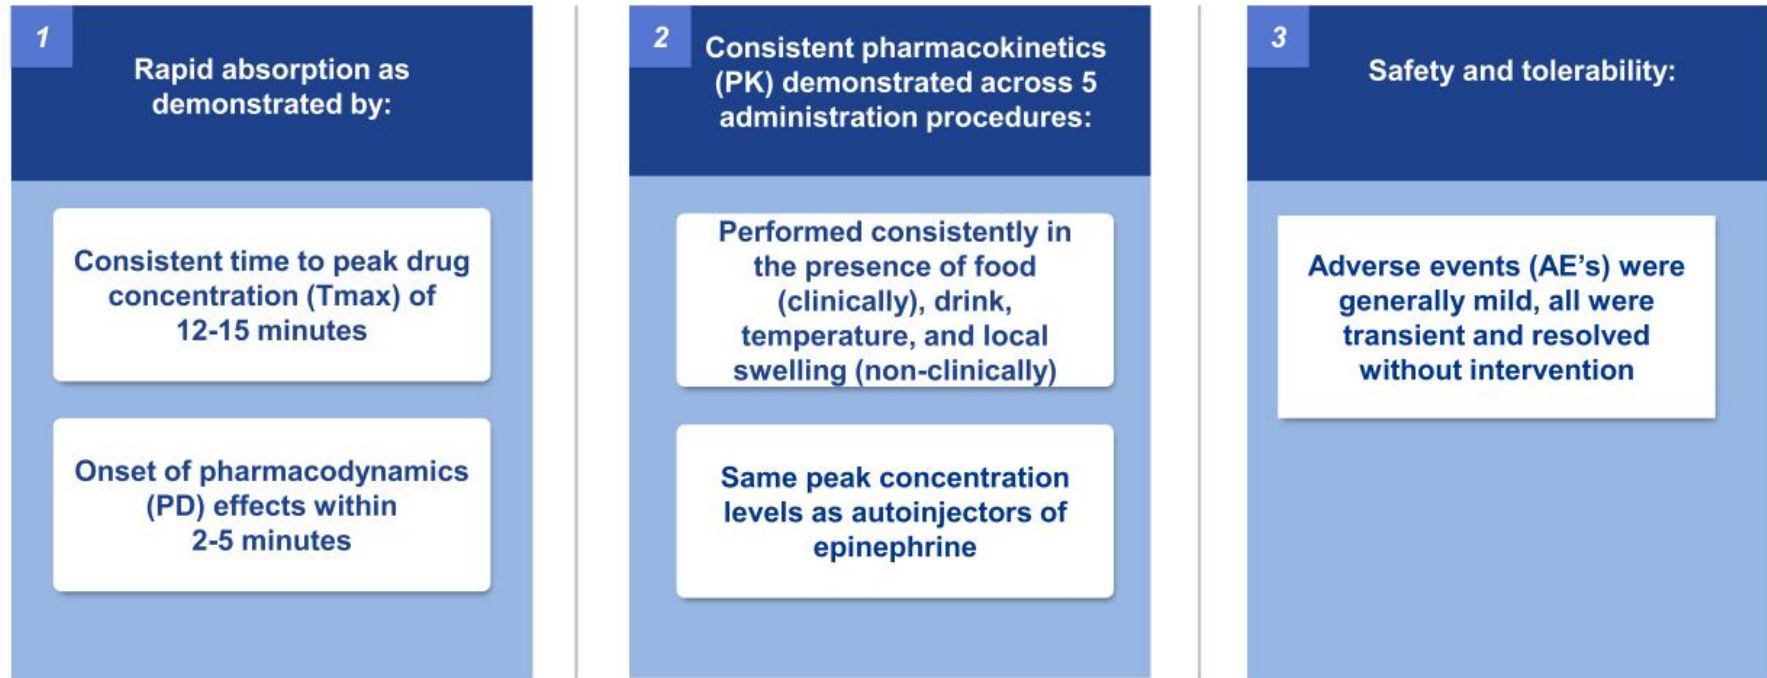 1
Rapid absorption as
demonstrated by:
Consistent time to peak drug
concentration (Tmax) of
12-15 minutes
Onset of pharmacodynamics
(PD) effects within
2-5 minutes
2
Consistent pharmacokinetics
(PK) demonstrated across 5
administration procedures:
Performed consistently in
the presence of food
(clinically), drink,
temperature, and local
swelling (non-clinically)
Same peak concentration
levels as autoinjectors of
epinephrine
3
Safety and tolerability:
Adverse events (AE’s) were
generally mild, all were
transient and resolved
without intervention